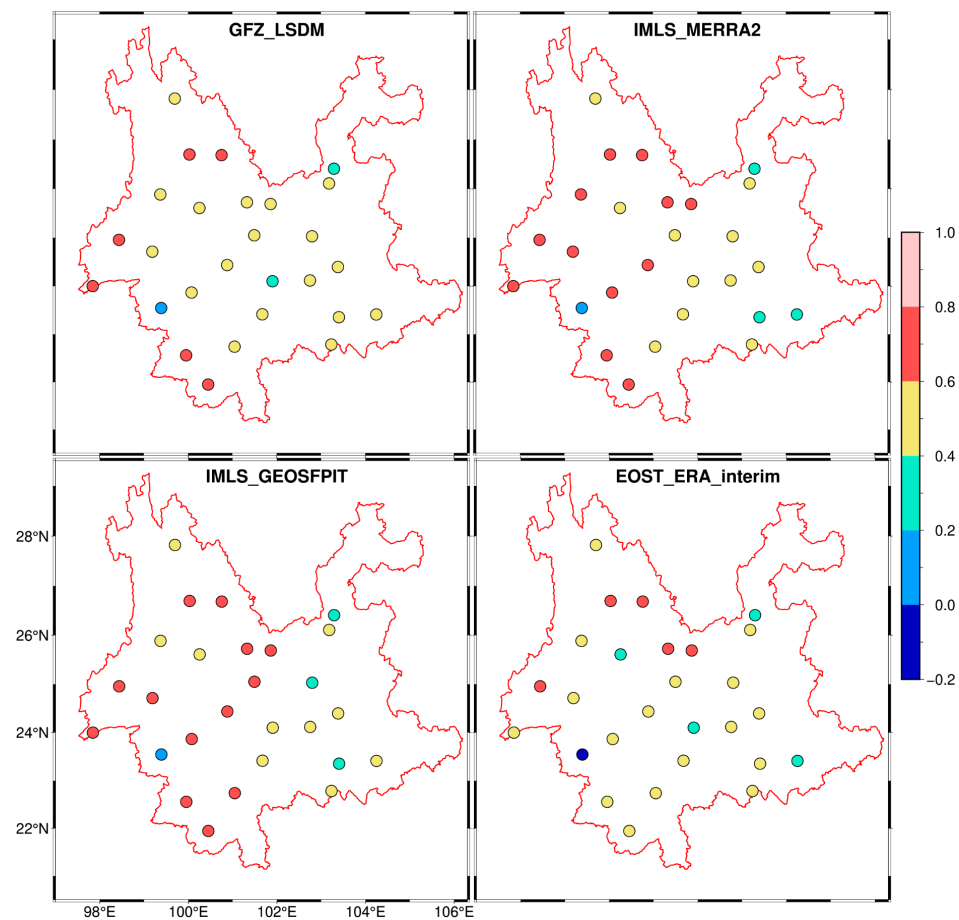 GFZ_LSDM
IMLS_MERRA2
IMLS_GEOSFPIT
EOST_ERA_interim
28°N
26°N
24°N
22°N
98°E
100°E
102°E
104°E
106°E
1.0
0.8
0.6
0.4
0.2
0.0
−0.2